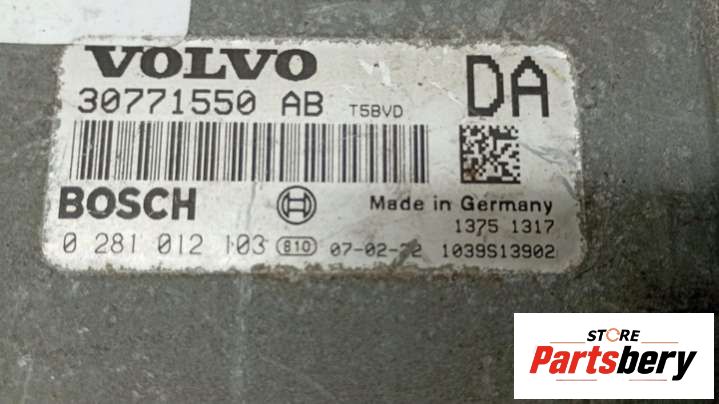 VOLVO
30771550 AB T5BVD
DA
BOSCH
Made in Germany
1375 1317
0 281 012 103 810 07-02-22 1039S13902
STORE
Partsbery